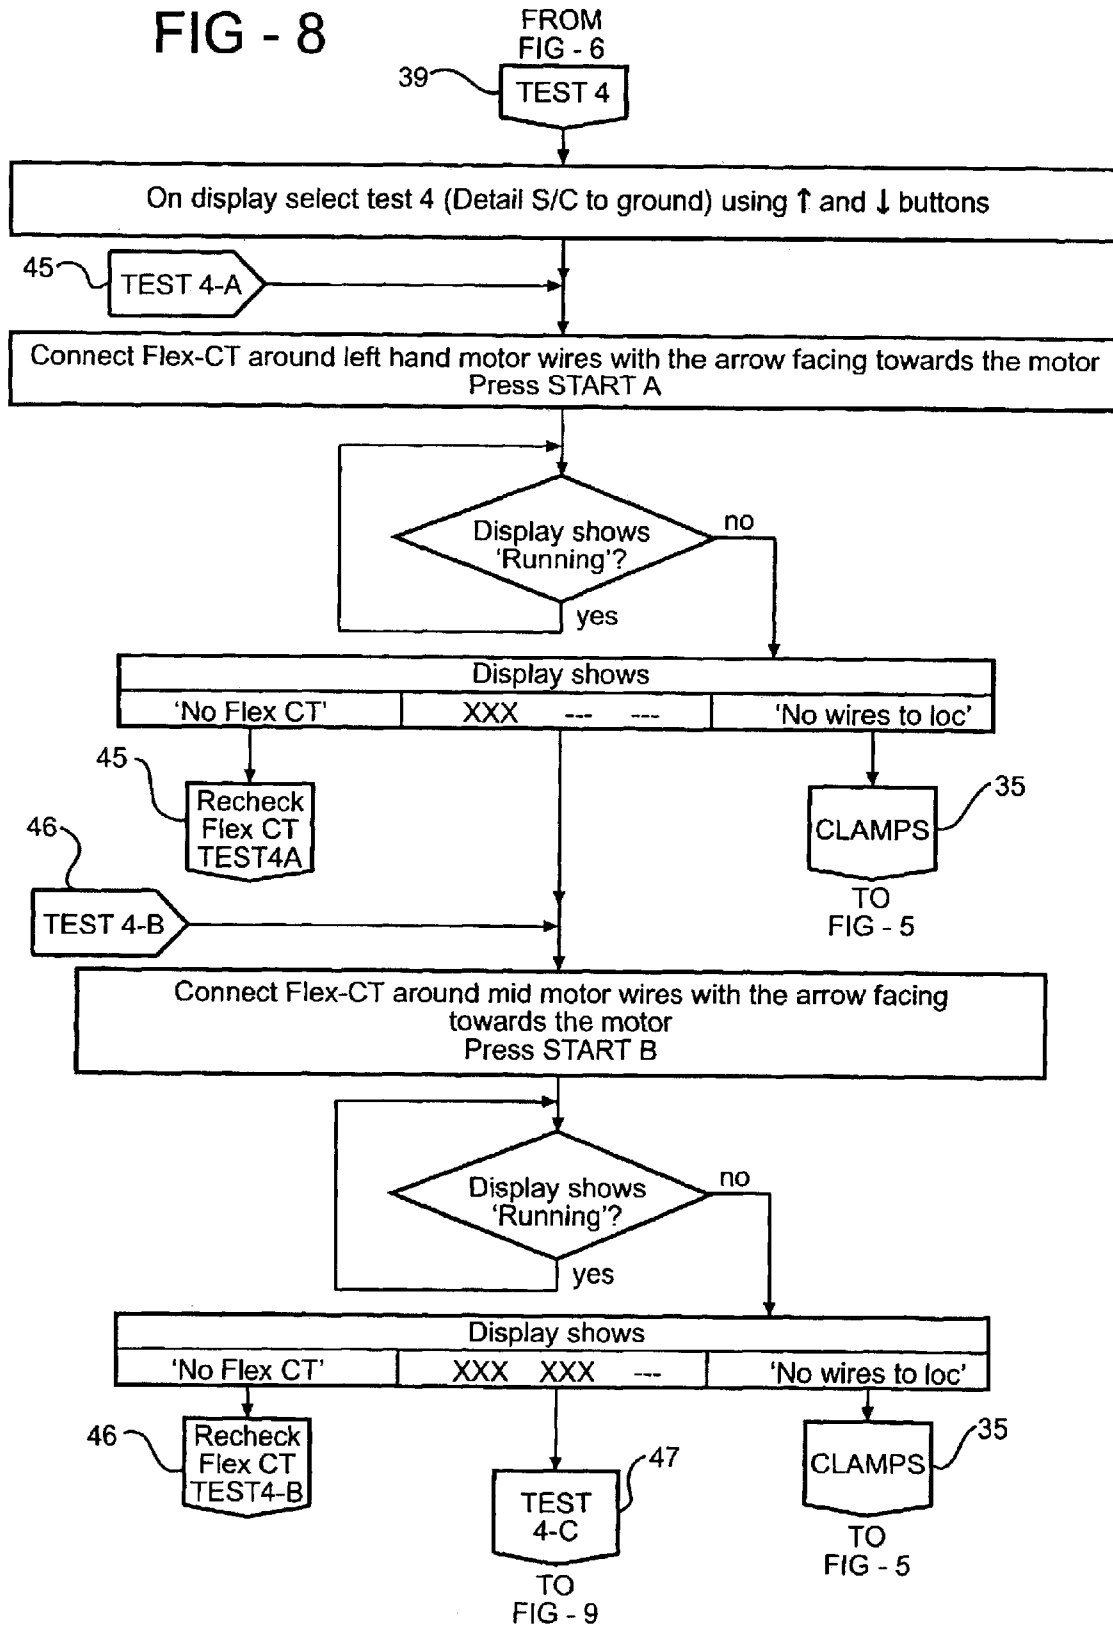 FIG - 8
FROM
FIG - 6
39
TEST 4
On display select test 4 (Detail S/C to ground) using ↑ and ↓ buttons
45
TEST 4-A
Connect Flex-CT around left hand motor wires with the arrow facing towards the motor
Press START A
Display shows
'Running'?
no
yes
Display shows
'No Flex CT'
XXX --- ---
'No wires to loc'
45
Recheck
Flex CT
TEST4A
35
CLAMPS
TO
FIG - 5
46
TEST 4-B
Connect Flex-CT around mid motor wires with the arrow facing
towards the motor
Press START B
Display shows
'Running'?
no
yes
Display shows
'No Flex CT'
XXX XXX ---
'No wires to loc'
46
Recheck
Flex CT
TEST4-B
47
TEST
4-C
TO
FIG - 9
35
CLAMPS
TO
FIG - 5